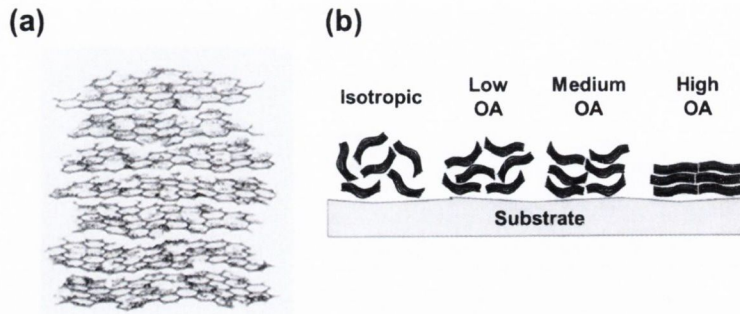 (a)
(b)
Isotropic
Low
OA
Medium
OA
High
OA
Substrate